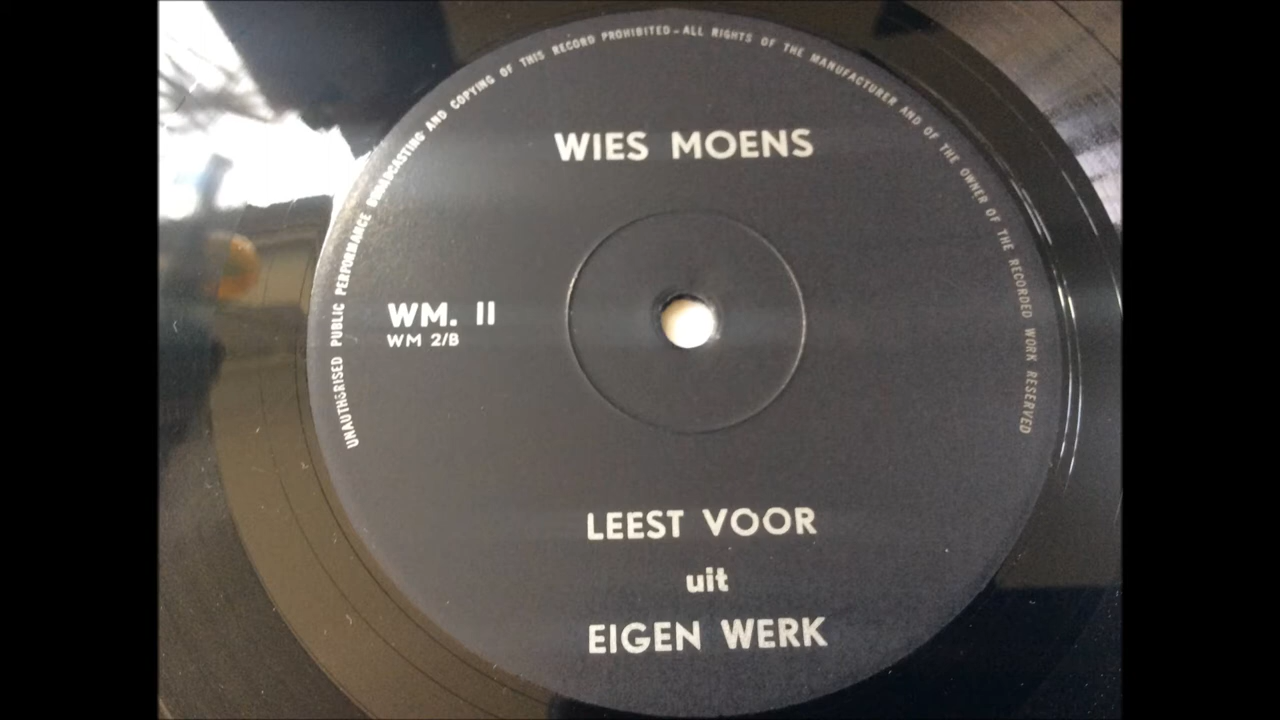 UNAUTHORISED PUBLIC PERFORMANCE BROADCASTING AND COPYING OF THIS RECORD PROHIBITED - ALL RIGHTS OF THE MANUFACTURER AND OF THE OWNER OF THE RECORDED WORK RESERVED
WIES MOENS
WM. II
WM 2/B
LEEST VOOR
uit
EIGEN WERK